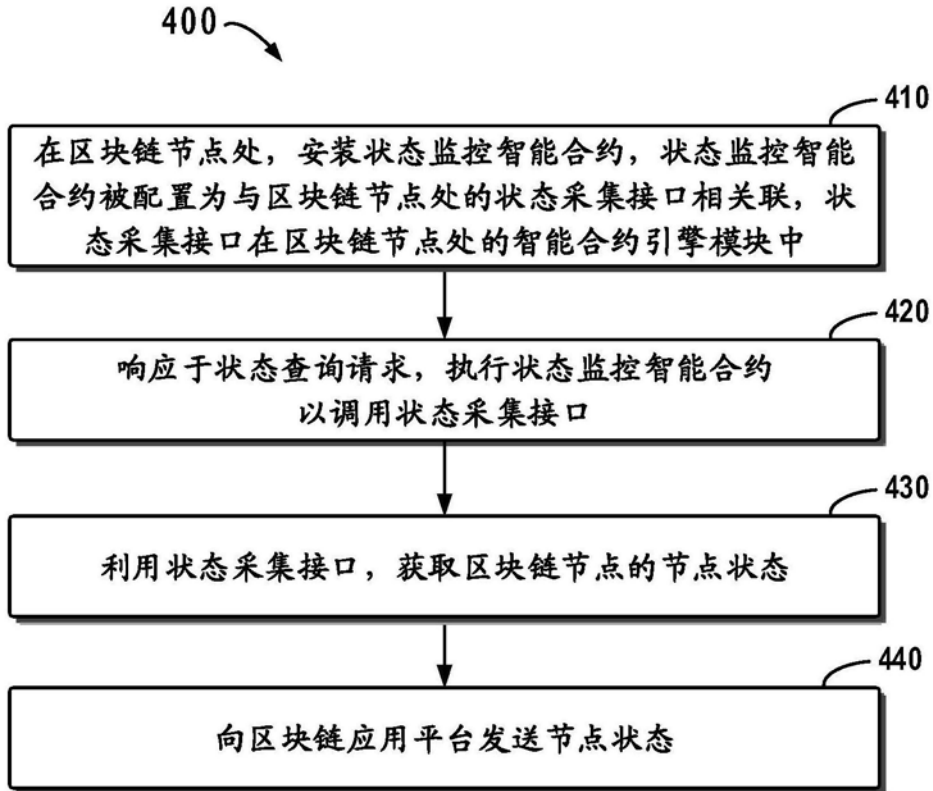 400
410
在区块链节点处，安装状态监控智能合约，状态监控智能
合约被配置为与区块链节点处的状态采集接口相关联，状
态采集接口在区块链节点处的智能合约引擎模块中
420
响应于状态查询请求，执行状态监控智能合约
以调用状态采集接口
430
利用状态采集接口，获取区块链节点的节点状态
440
向区块链应用平台发送节点状态